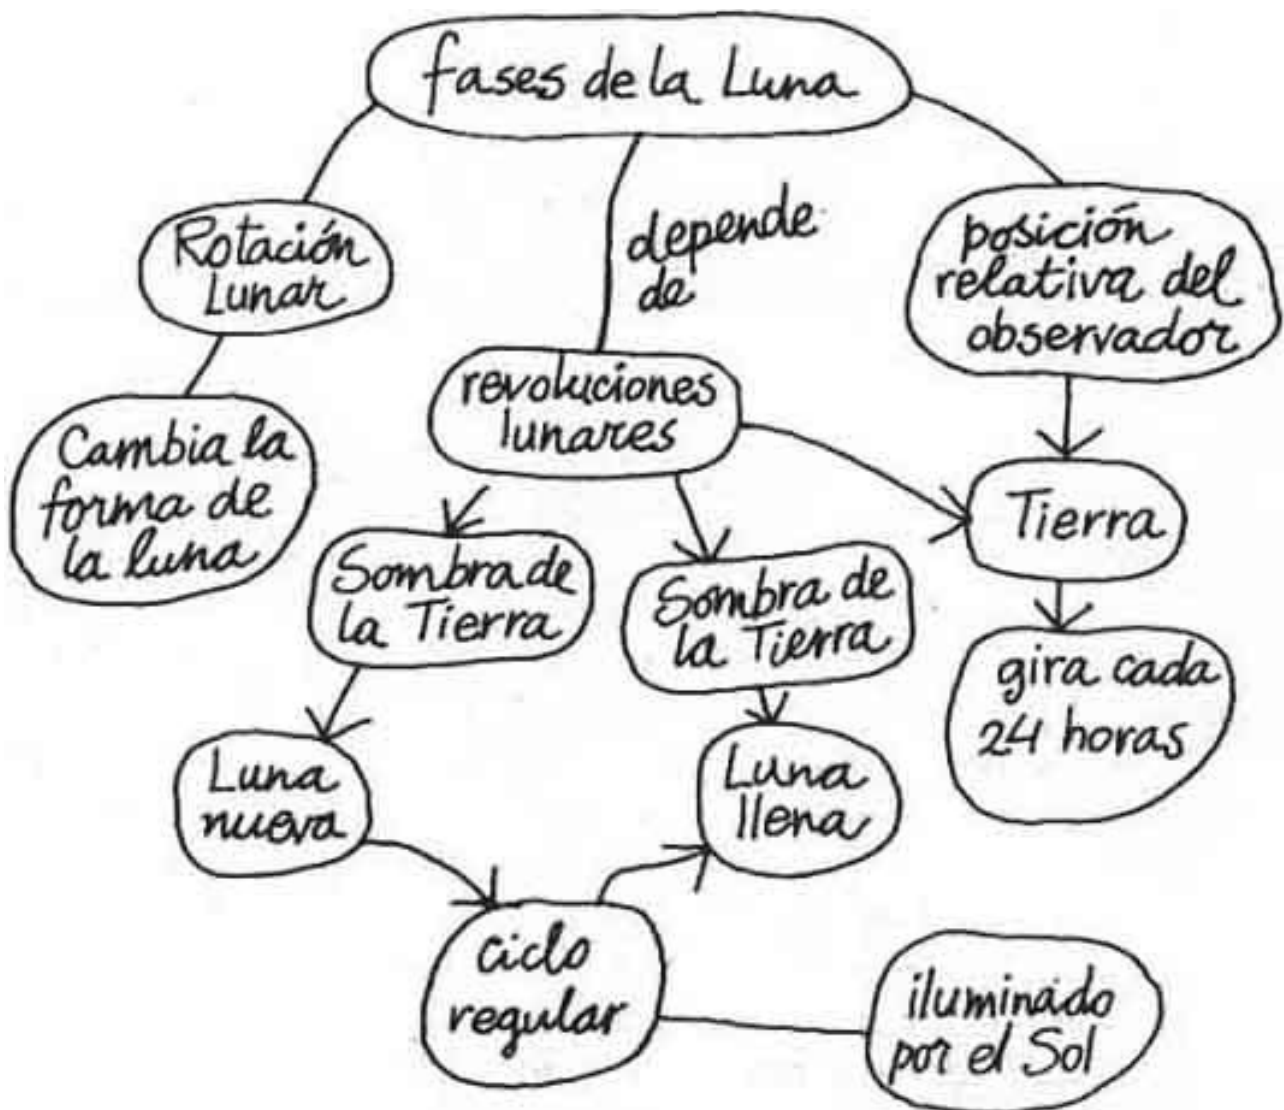 fases de la Luna
Rotación
Lunar
depende
de
posición
relativa del
observador
revoluciones
lunares
Cambia la
forma de
la luna
Tierra
Sombra de
la Tierra
Sombra de
la Tierra
gira cada
24 horas
Luna
nueva
Luna
llena
ciclo
regular
iluminado
por el Sol